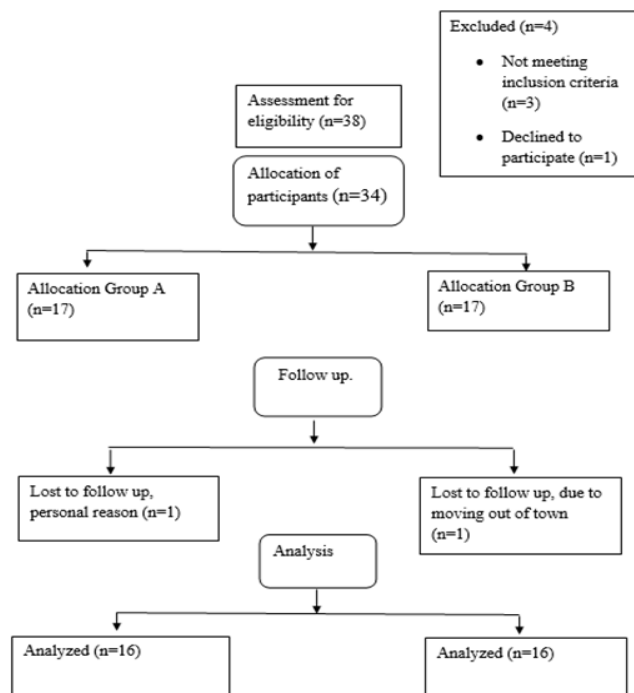 Excluded (n=4)
• Not meeting
inclusion criteria
(n=3)
• Declined to
participate (n=1)
Assessment for
eligibility (n=38)
Allocation of
participants (n=34)
Allocation Group A
(n=17)
Allocation Group B
(n=17)
Follow up.
Lost to follow up,
personal reason (n=1)
Lost to follow up, due to
moving out of town
(n=1)
Analysis
Analyzed (n=16)
Analyzed (n=16)